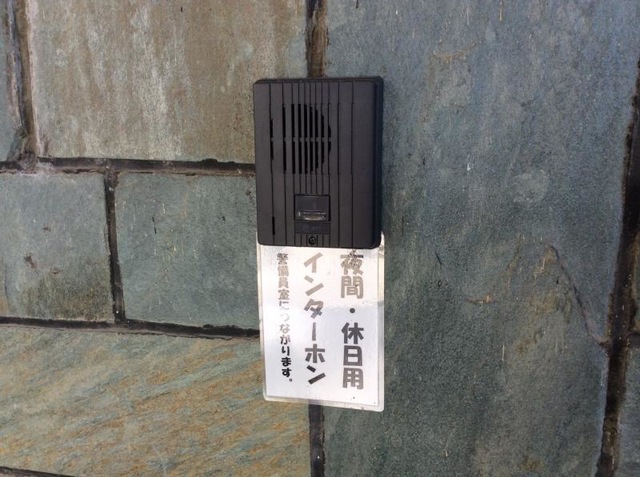 夜間・休日用
インターホン
警備員室につながります。